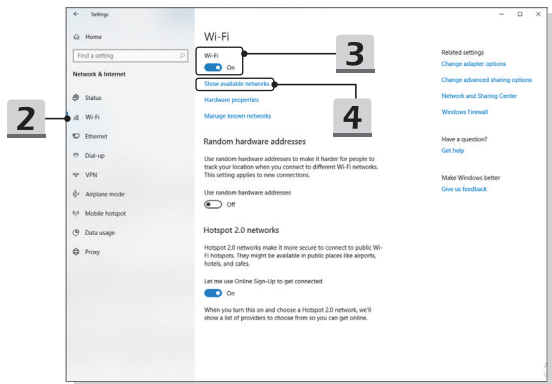 Settings
Home
Find a setting
Network & Internet
Status
Wi-Fi
Ethernet
Dial-up
VPN
Airplane mode
Mobile hotspot
Data usage
Proxy
2
Wi-Fi
Wi-Fi
On
3
Show available networks
4
Hardware properties
Manage known networks
Random hardware addresses
Use random hardware addresses to make it harder for people to
track your location when you connect to different Wi-Fi networks.
This setting applies to new connections.
Use random hardware addresses
Off
Hotspot 2.0 networks
Hotspot 2.0 networks make it more secure to connect to public Wi-
Fi hotspots. They might be available in public places like airports,
hotels, and cafes.
Let me use Online Sign-Up to get connected
On
When you turn this on and choose a Hotspot 2.0 network, we'll
show a list of providers to choose from so you can get online.
Related settings
Change adapter options
Change advanced sharing options
Network and Sharing Center
Windows Firewall
Have a question?
Get help
Make Windows better
Give us feedback